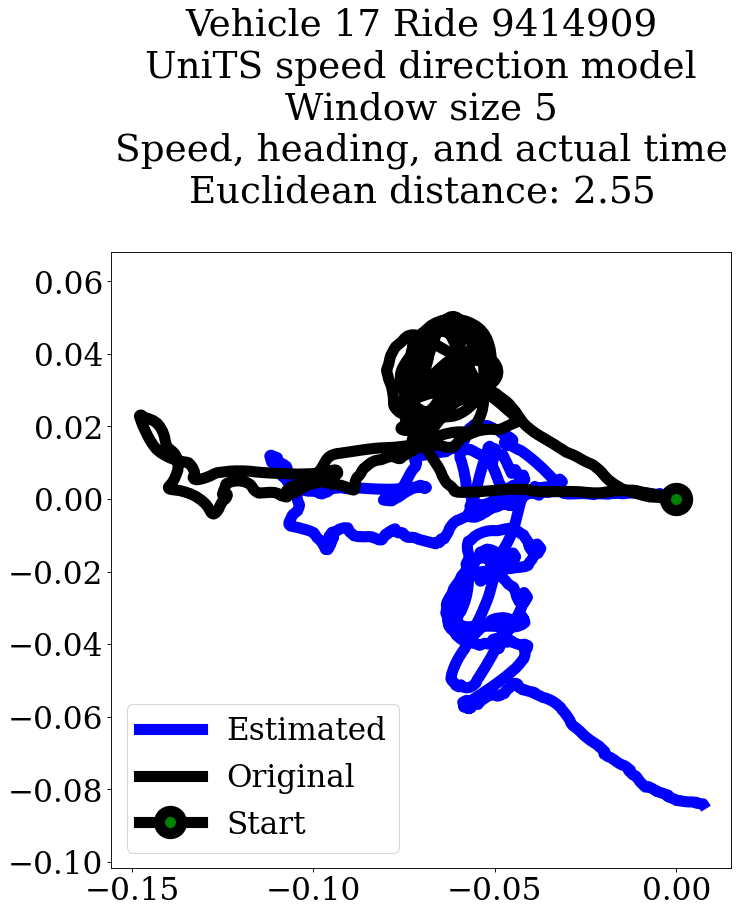 Vehicle 17 Ride 9414909
UniTS speed direction model
Window size 5
Speed, heading, and actual time
Euclidean distance: 2.55
0.06
0.04
0.02
0.00
−0.02
−0.04
−0.06
−0.08
−0.10
Estimated
Original
Start
−0.15
−0.10
−0.05
0.00